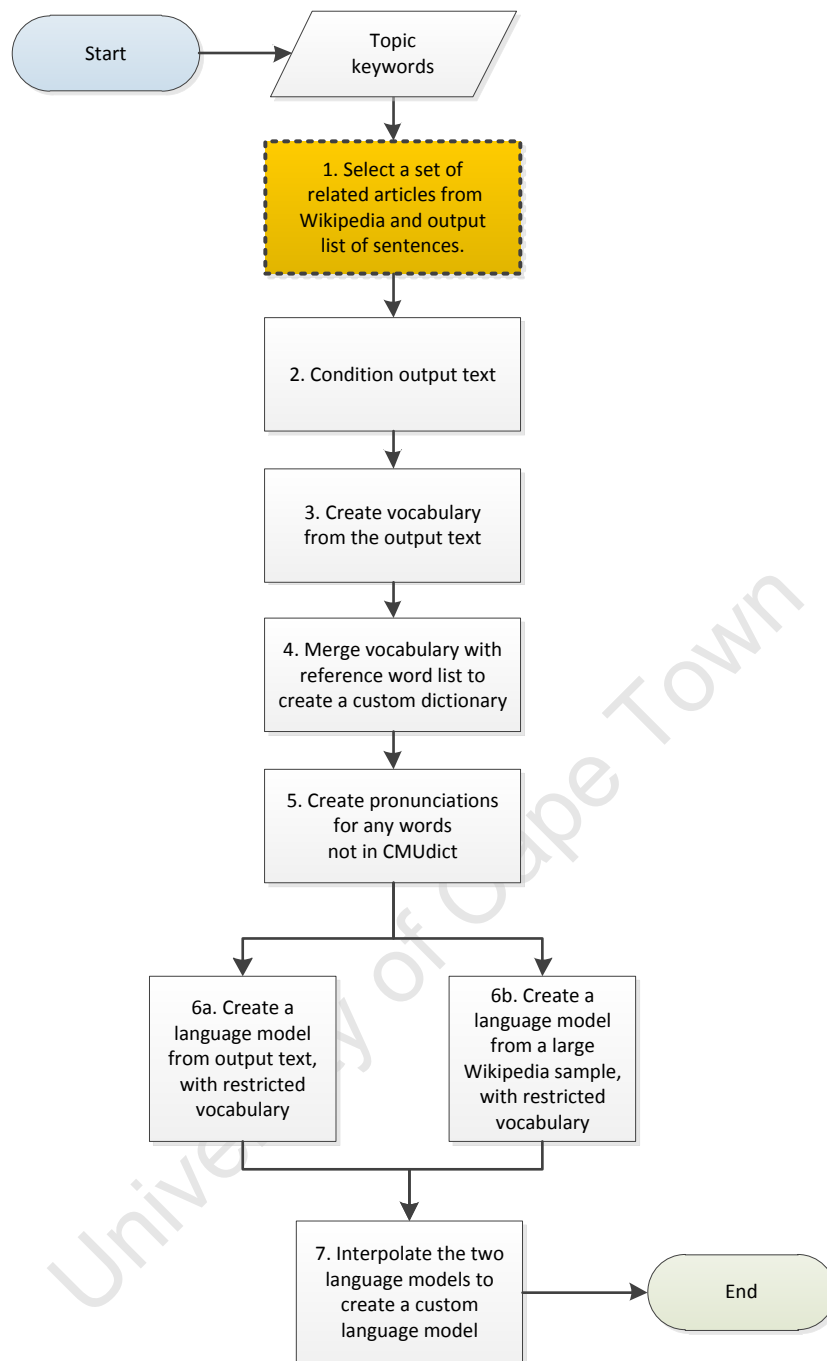 Start
Topic
keywords
1. Select a set of
related articles from
Wikipedia and output
list of sentences.
2. Condition output text
3. Create vocabulary
from the output text
4. Merge vocabulary with
reference word list to
create a custom dictionary
5. Create pronunciations
for any words
not in CMUdict
6a. Create a
language model
from output text,
with restricted
vocabulary
6b. Create a
language model
from a large
Wikipedia sample,
with restricted
vocabulary
7. Interpolate the two
language models to
create a custom
language model
End
University of Cape Town